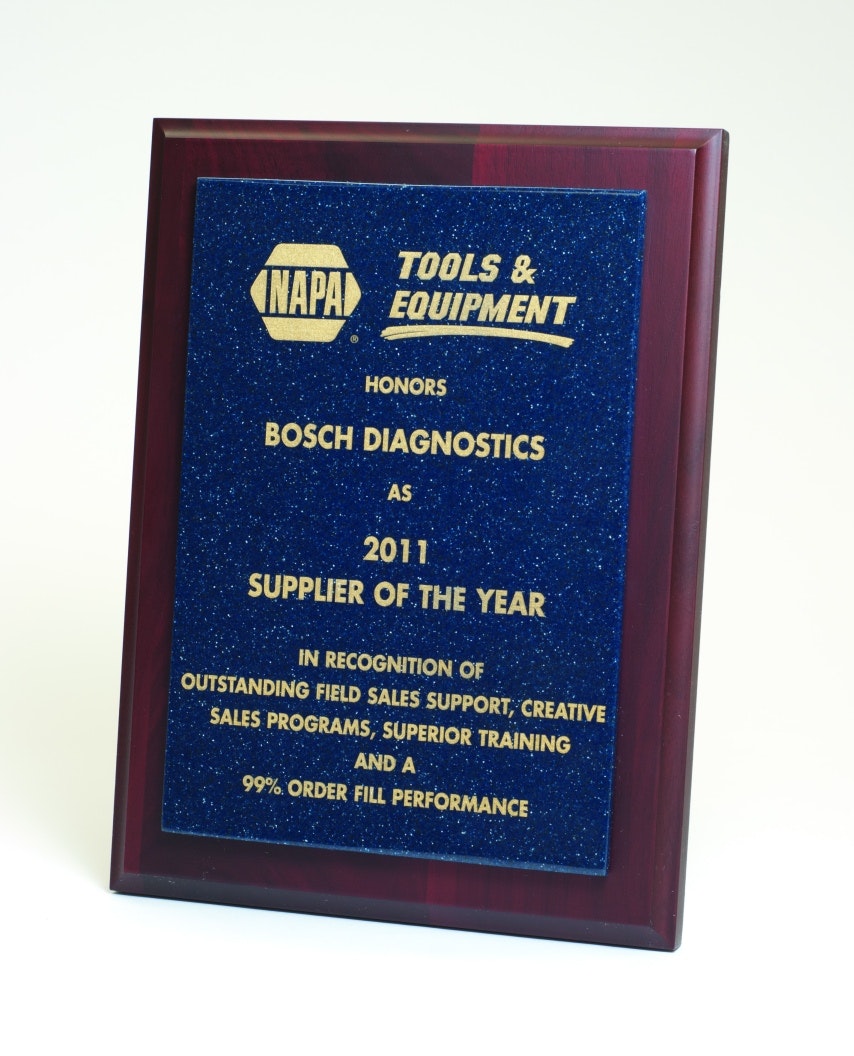 NAPA ®
TOOLS &
EQUIPMENT
HONORS
BOSCH DIAGNOSTICS
AS
2011
SUPPLIER OF THE YEAR
IN RECOGNITION OF
OUTSTANDING FIELD SALES SUPPORT, CREATIVE
SALES PROGRAMS, SUPERIOR TRAINING
AND A
99% ORDER FILL PERFORMANCE